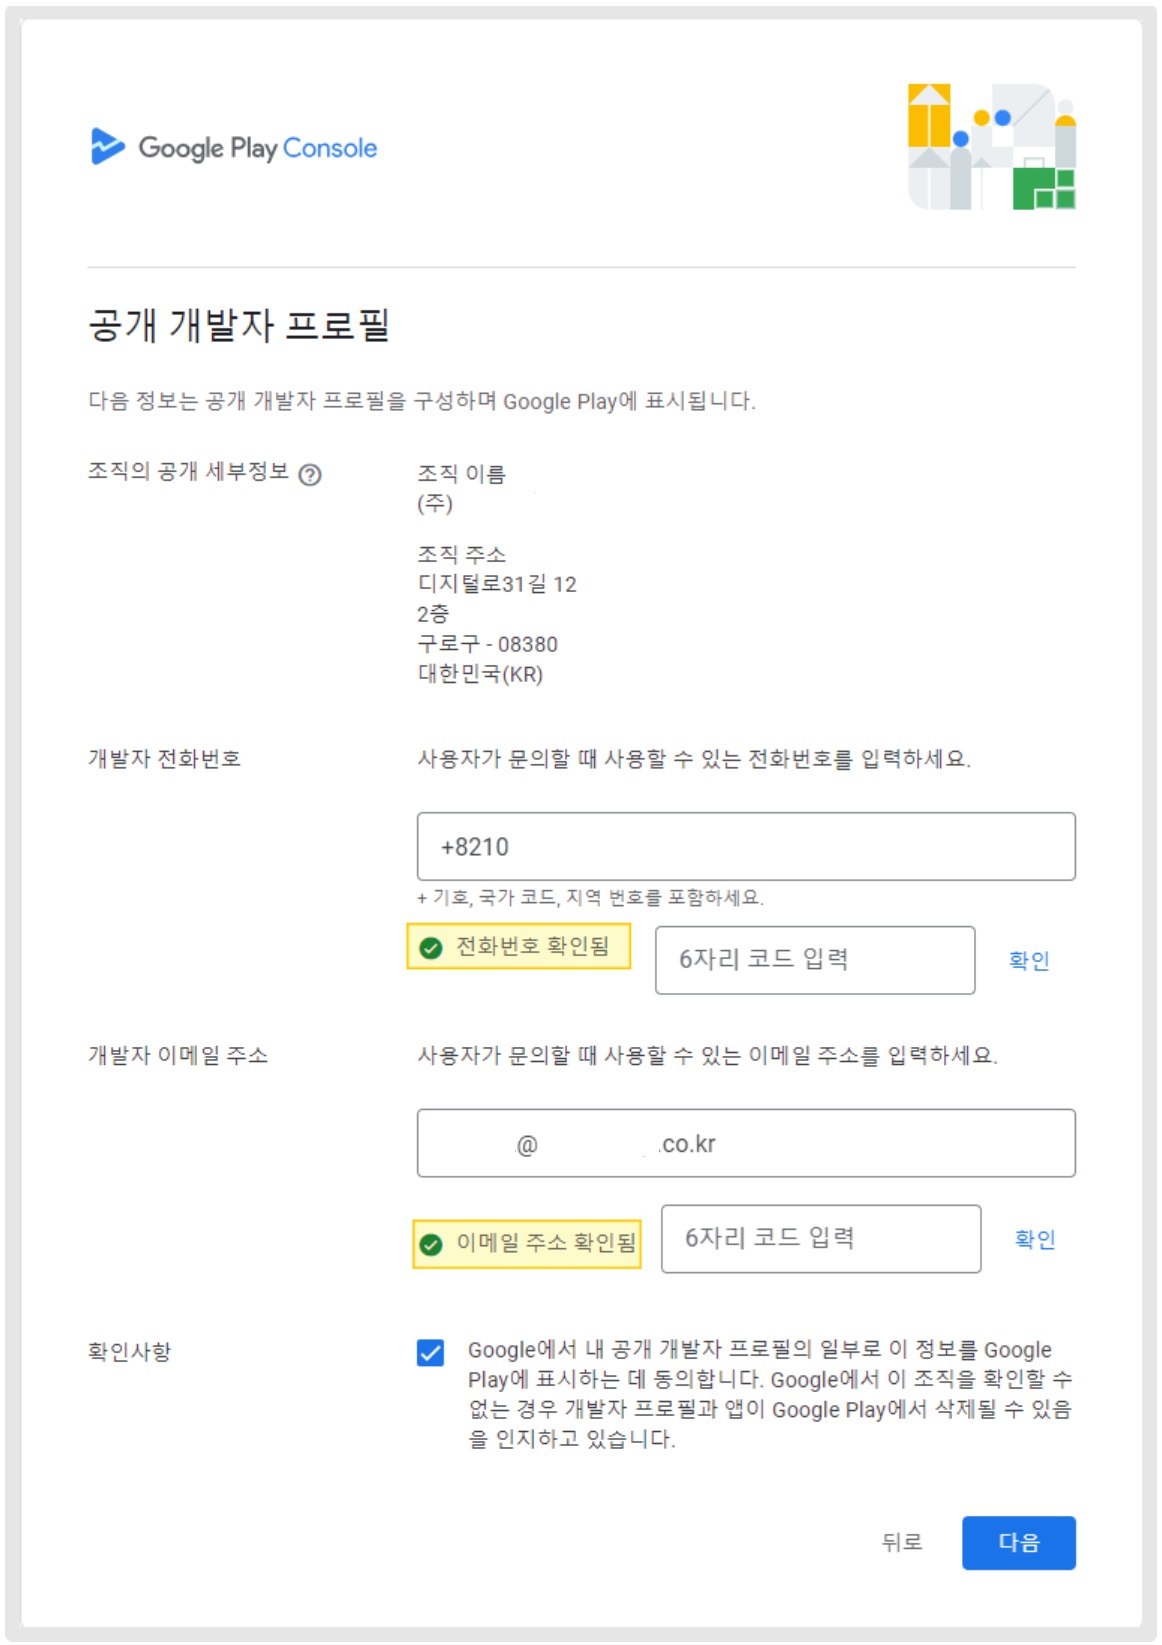 Google Play Console
공개 개발자 프로필
다음 정보는 공개 개발자 프로필을 구성하며 Google Play에 표시됩니다.
조직의 공개 세부정보 ?
조직 이름
(주)
조직 주소
디지털로31길 12
2층
구로구 - 08380
대한민국(KR)
개발자 전화번호
사용자가 문의할 때 사용할 수 있는 전화번호를 입력하세요.
+8210
+ 기호, 국가 코드, 지역 번호를 포함하세요.
전화번호 확인됨
6자리 코드 입력
확인
개발자 이메일 주소
사용자가 문의할 때 사용할 수 있는 이메일 주소를 입력하세요.
@ .co.kr
이메일 주소 확인됨
6자리 코드 입력
확인
확인사항
Google에서 내 공개 개발자 프로필의 일부로 이 정보를 Google
Play에 표시하는 데 동의합니다. Google에서 이 조직을 확인할 수
없는 경우 개발자 프로필과 앱이 Google Play에서 삭제될 수 있음
을 인지하고 있습니다.
뒤로
다음